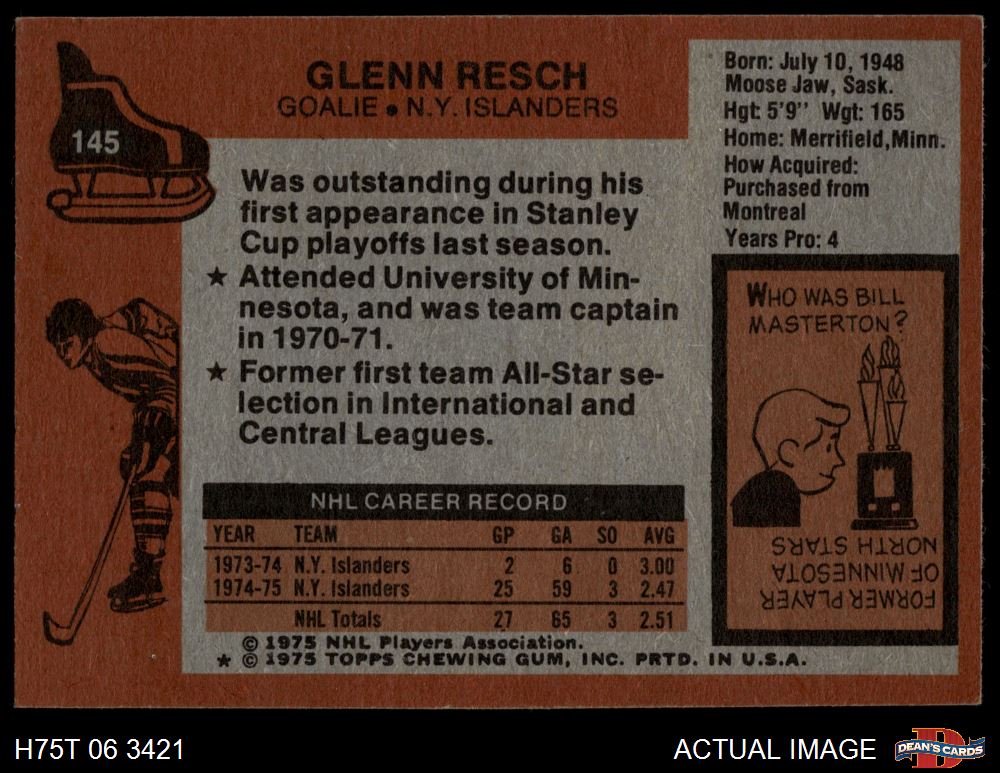 145
GLENN RESCH
GOALIE • N.Y. ISLANDERS
Born: July 10, 1948
Moose Jaw, Sask.
Hgt: 5'9" Wgt: 165
Home: Merrifield, Minn.
How Acquired:
Purchased from
Montreal
Years Pro: 4
Was outstanding during his
first appearance in Stanley
Cup playoffs last season.
★ Attended University of Min-
nesota, and was team captain
in 1970-71.
★ Former first team All-Star se-
lection in International and
Central Leagues.
WHO WAS BILL
MASTERTON?
FORMER PLAYER
OF MINNESOTA
NORTH STARS
NHL CAREER RECORD
YEAR TEAM GP GA SO AVG
1973-74 N.Y. Islanders 2 6 0 3.00
1974-75 N.Y. Islanders 25 59 3 2.47
NHL Totals 27 65 3 2.51
© 1975 NHL Players Association.
★ © 1975 TOPPS CHEWING GUM, INC. PRTD. IN U.S.A.
H75T 06 3421
ACTUAL IMAGE
D
DEAN'S CARDS